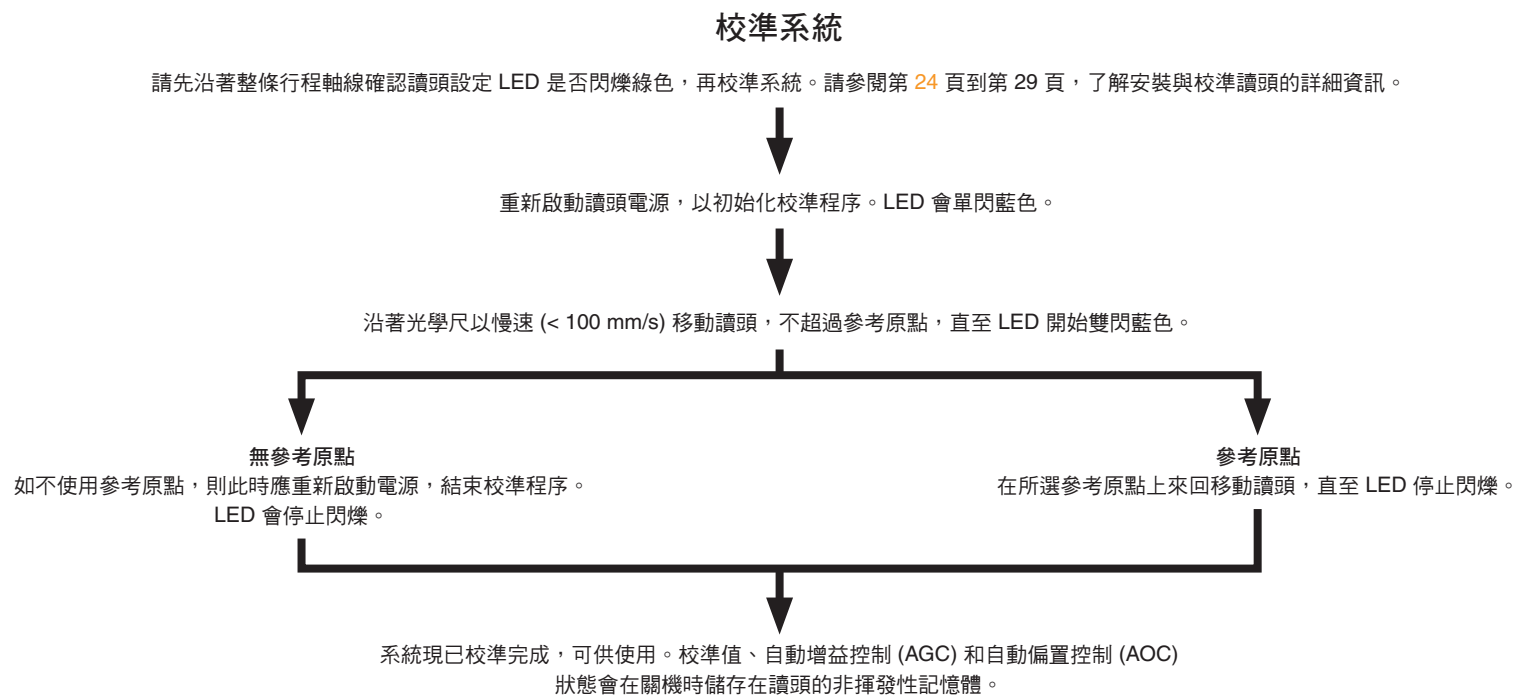 校準系統
請先沿著整條行程軸線確認讀頭設定 LED 是否閃爍綠色，再校準系統。請參閱第 24 頁到第 29 頁，了解安裝與校準讀頭的詳細資訊。
重新啟動讀頭電源，以初始化校準程序。LED 會單閃藍色。
沿著光學尺以慢速 (< 100 mm/s) 移動讀頭，不超過參考原點，直至 LED 開始雙閃藍色。
無參考原點
如不使用參考原點，則此時應重新啟動電源，結束校準程序。
LED 會停止閃爍。
參考原點
在所選參考原點上來回移動讀頭，直至 LED 停止閃爍。
系統現已校準完成，可供使用。校準值、自動增益控制 (AGC) 和自動偏置控制 (AOC)
狀態會在關機時儲存在讀頭的非揮發性記憶體。